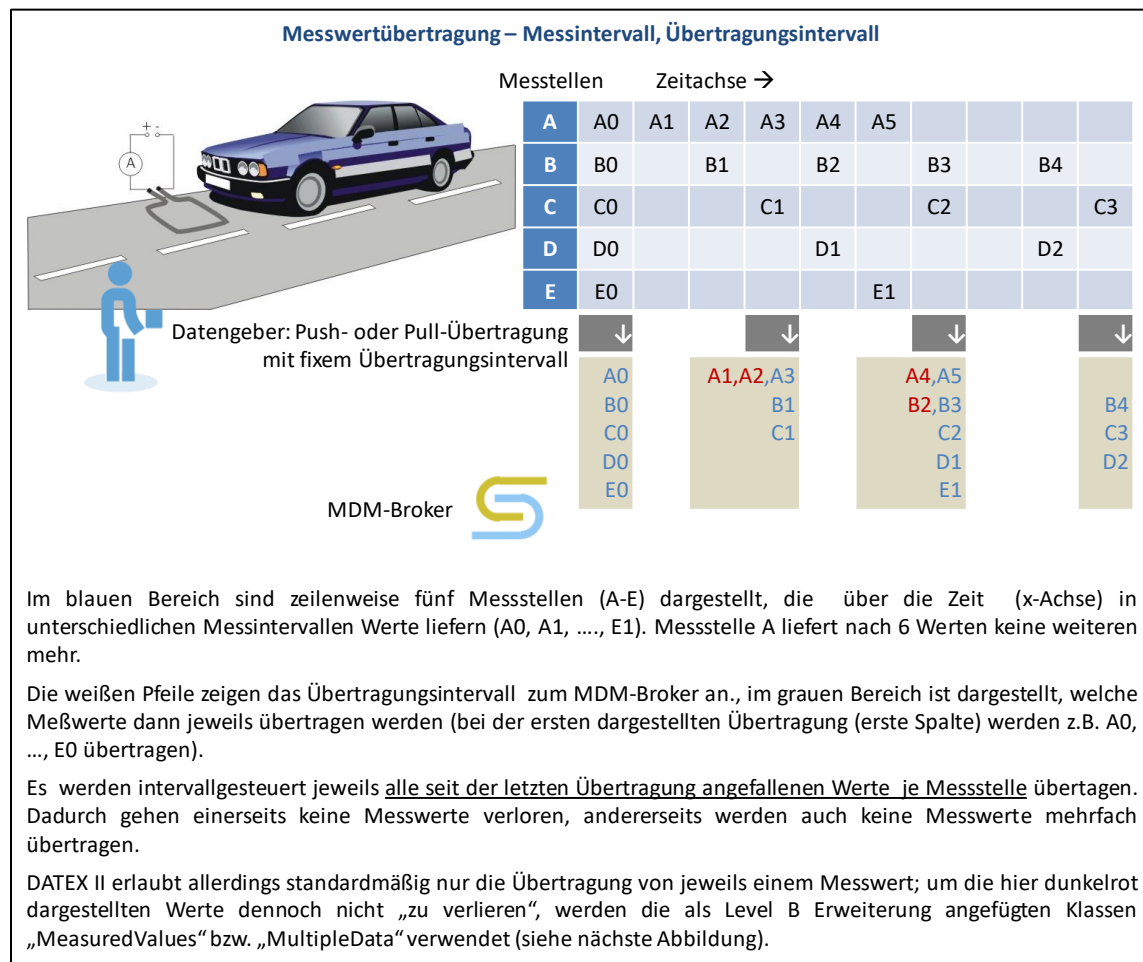 Messwertübertragung – Messintervall, Übertragungsintervall
Messtellen Zeitachse →
+ -
A
A A0 A1 A2 A3 A4 A5
B B0 B1 B2 B3 B4
C C0 C1 C2 C3
D D0 D1 D2
E E0 E1
Datengeber: Push- oder Pull-Übertragung
mit fixem Übertragungsintervall
↓ ↓ ↓ ↓
A0 A1,A2,A3 A4,A5
B0 B1 B2,B3 B4
C0 C1 C2 C3
D0 D1 D2
E0 E1
MDM-Broker
Im blauen Bereich sind zeilenweise fünf Messstellen (A-E) dargestellt, die über die Zeit (x-Achse) in
unterschiedlichen Messintervallen Werte liefern (A0, A1, …., E1). Messstelle A liefert nach 6 Werten keine weiteren
mehr.
Die weißen Pfeile zeigen das Übertragungsintervall zum MDM-Broker an., im grauen Bereich ist dargestellt, welche
Meßwerte dann jeweils übertragen werden (bei der ersten dargestellten Übertragung (erste Spalte) werden z.B. A0,
…, E0 übertragen).
Es werden intervallgesteuert jeweils alle seit der letzten Übertragung angefallenen Werte je Messstelle übertagen.
Dadurch gehen einerseits keine Messwerte verloren, andererseits werden auch keine Messwerte mehrfach
übertragen.
DATEX II erlaubt allerdings standardmäßig nur die Übertragung von jeweils einem Messwert; um die hier dunkelrot
dargestellten Werte dennoch nicht „zu verlieren“, werden die als Level B Erweiterung angefügten Klassen
„MeasuredValues“ bzw. „MultipleData“ verwendet (siehe nächste Abbildung).